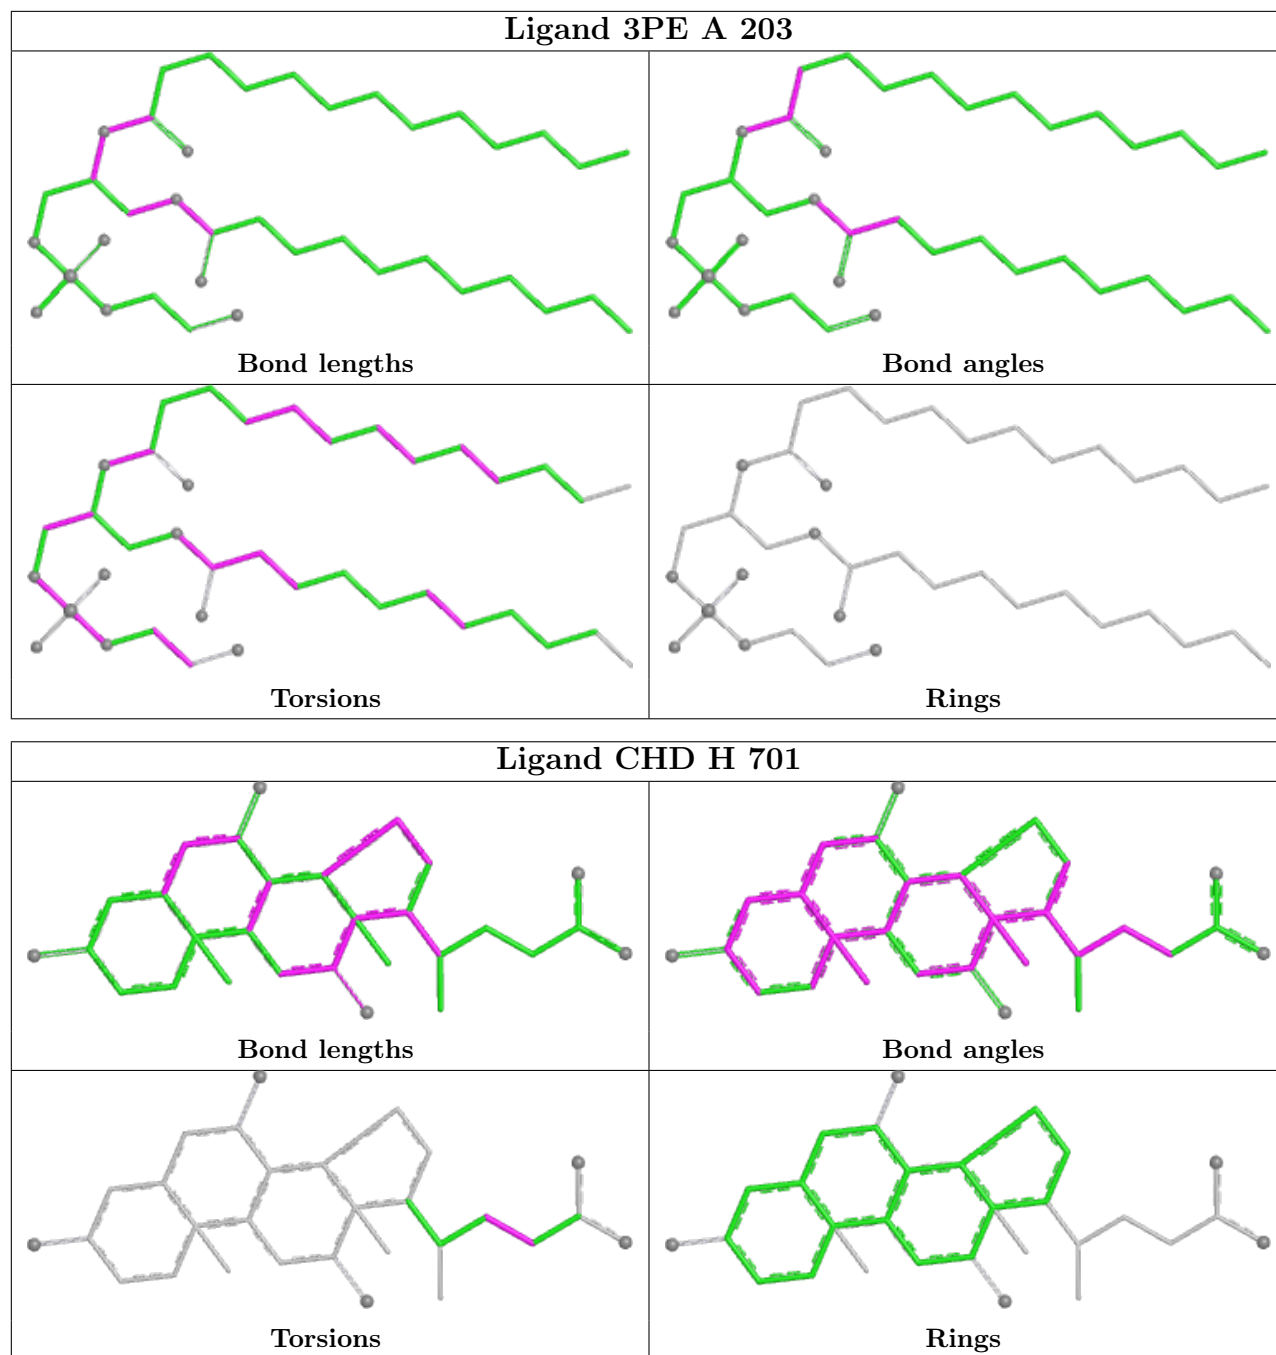 Ligand 3PE A 203
Bond lengths
Bond angles
Torsions
Rings
Ligand CHD H 701
Bond lengths
Bond angles
Torsions
Rings